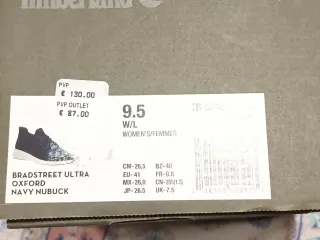 Timberland
PVP
€ 130.00
PVP OUTLET
€ 87.00
9.5
W/L
WOMEN'S/FEMMES
BRADSTREET ULTRA
OXFORD
NAVY NUBUCK
CM-26,5 BZ-40
EU-41 FR-9.5
MX-26,0
JP-26.5 UK-7.5